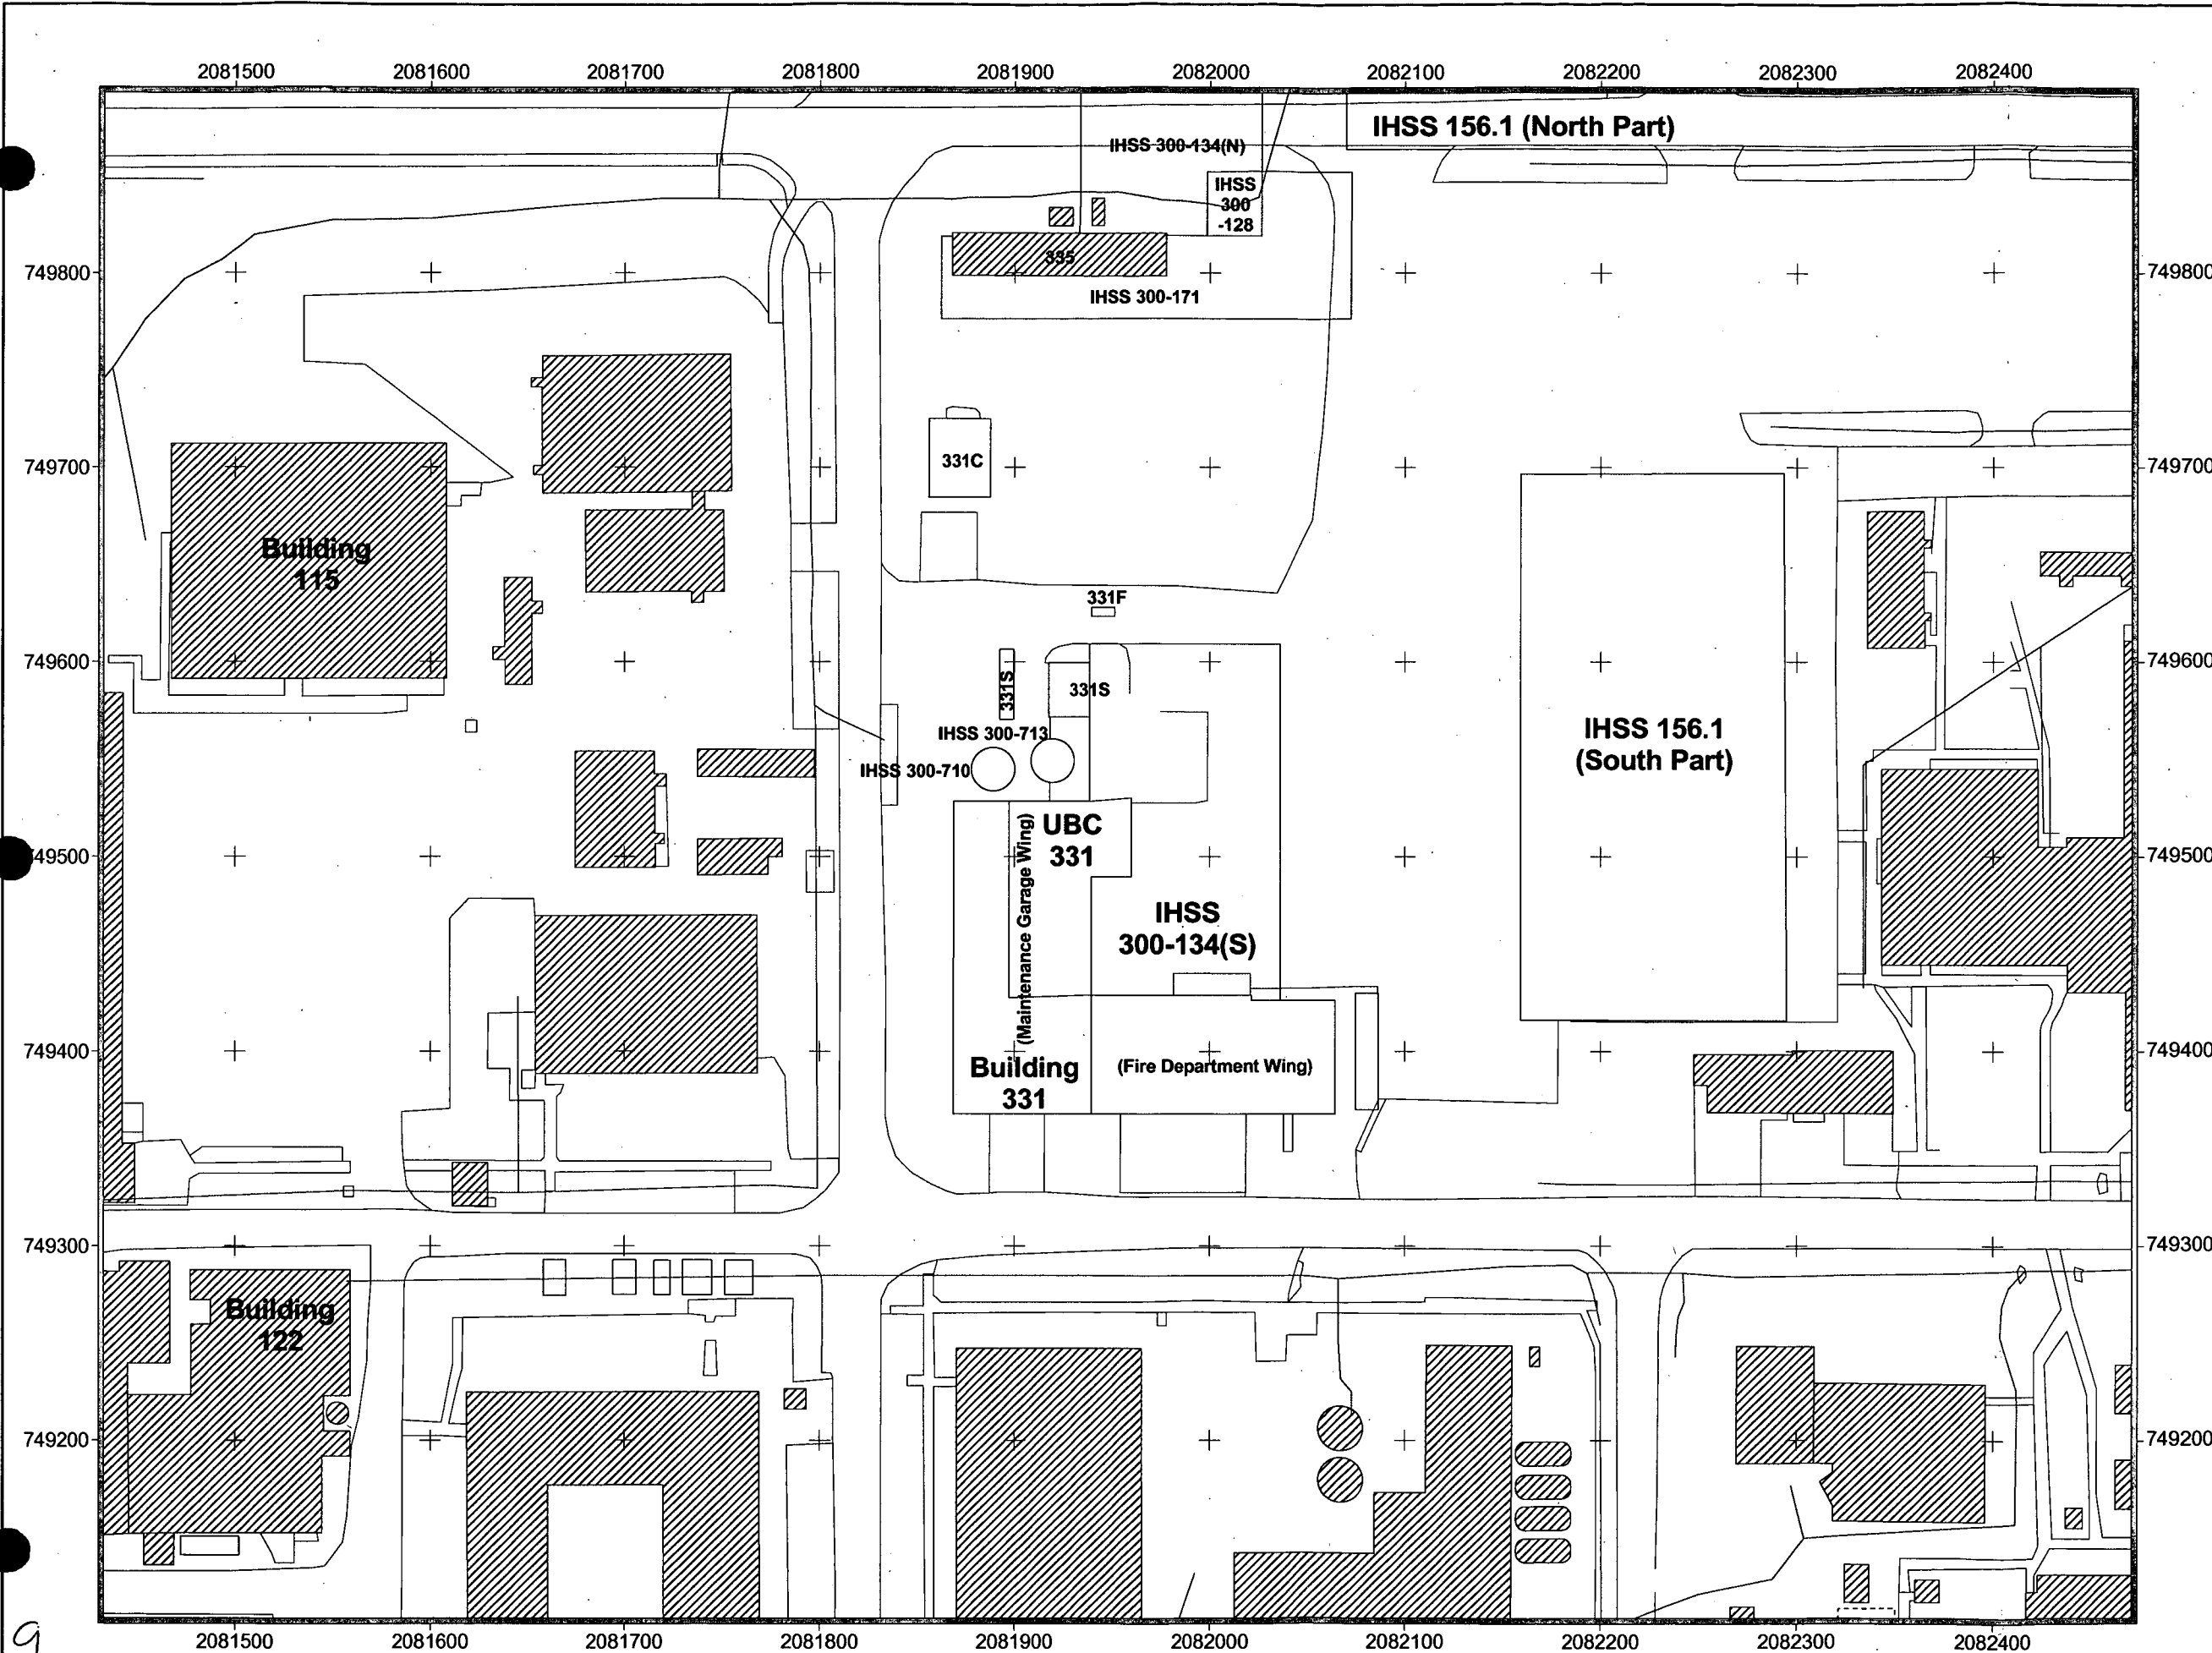 2081500 2081600 2081700 2081800 2081900 2082000 2082100 2082200 2082300 2082400
IHSS 156.1 (North Part)
IHSS 300-134(N)
IHSS
300
-128
335
749800 749800
IHSS 300-171
331C
749700 749700
Building
115
331F
749600 749600
331S
331S
IHSS 300-713
IHSS 300-710
IHSS 156.1
(South Part)
UBC
331
(Maintenance Garage Wing)
749500 749500
IHSS
300-134(S)
749400 749400
Building
331
(Fire Department Wing)
749300 749300
Building
122
749200 749200
9
2081500 2081600 2081700 2081800 2081900 2082000 2082100 2082200 2082300 2082400